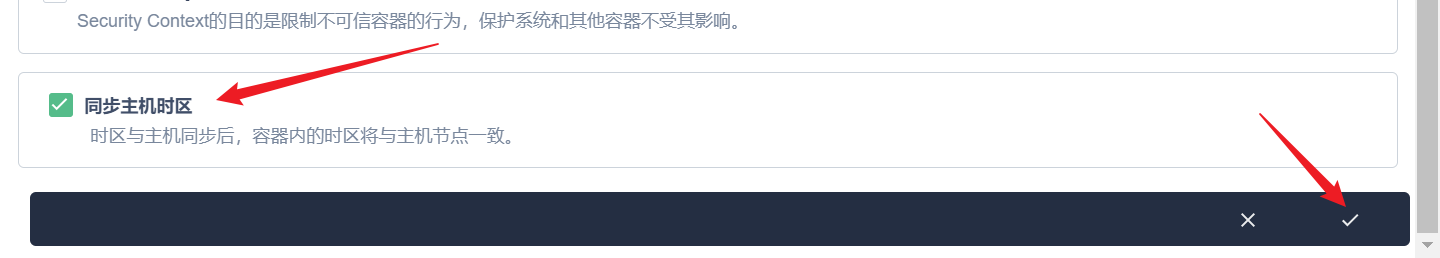 Security Context的目的是限制不可信容器的行为，保护系统和其他容器不受其影响。
同步主机时区
时区与主机同步后，容器内的时区将与主机节点一致。